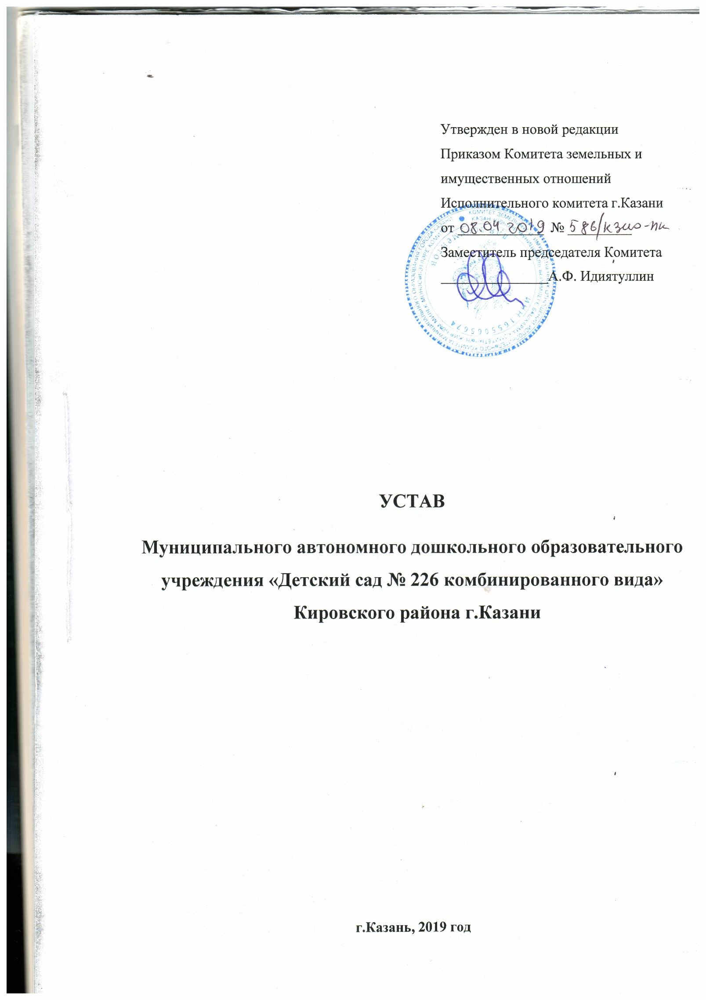 Утвержден в новой редакции
Приказом Комитета земельных и
имущественных отношений
Исполнительного комитета г.Казани
от 08.04.2019 № 586/кзио-пк
Заместитель председателя Комитета
А.Ф. Идиятуллин
ИНН 1655065674
УСТАВ
Муниципального автономного дошкольного образовательного
учреждения «Детский сад № 226 комбинированного вида»
Кировского района г.Казани
г.Казань, 2019 год